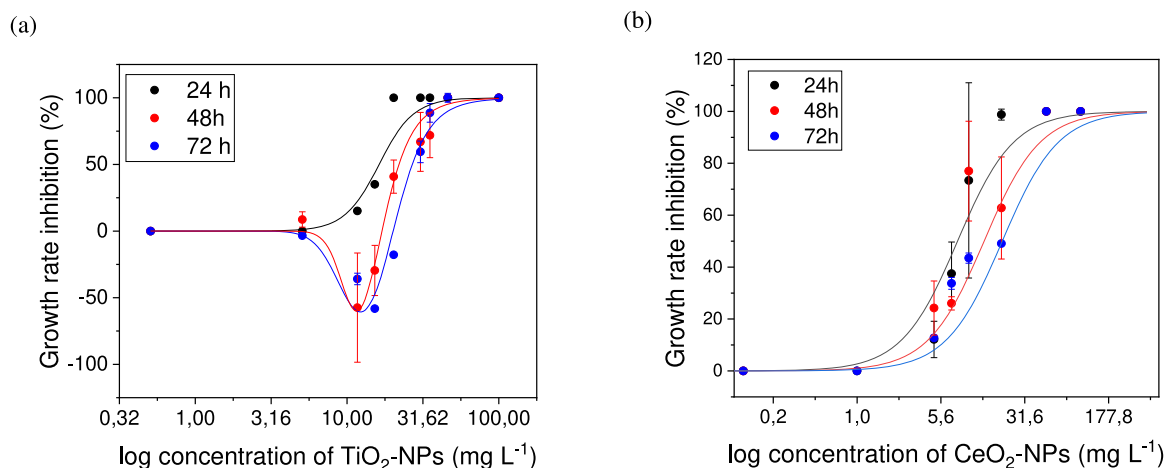 (a)
24 h
48h
72 h
100
50
0
-50
-100
0,32
1,00
3,16
10,00
31,62
100,00
Growth rate inhibition (%)
log concentration of TiO₂-NPs (mg L⁻¹)
(b)
24h
48h
72h
120
100
80
60
40
20
0
0,2
1,0
5,6
31,6
177,8
Growth rate inhibition (%)
log concentration of CeO₂-NPs (mg L⁻¹)